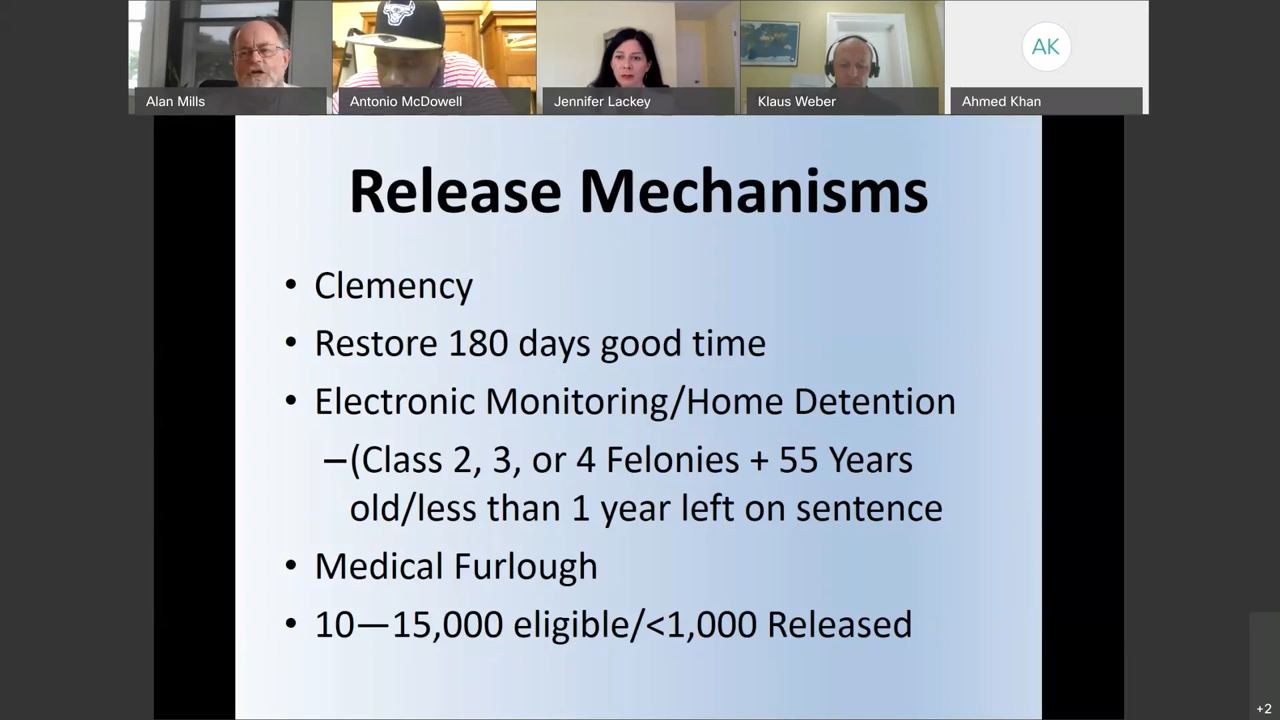 Alan Mills
Antonio McDowell
Jennifer Lackey
Klaus Weber
AK
Ahmed Khan
Release Mechanisms
• Clemency
• Restore 180 days good time
• Electronic Monitoring/Home Detention
–(Class 2, 3, or 4 Felonies + 55 Years
old/less than 1 year left on sentence
• Medical Furlough
• 10—15,000 eligible/<1,000 Released
+2